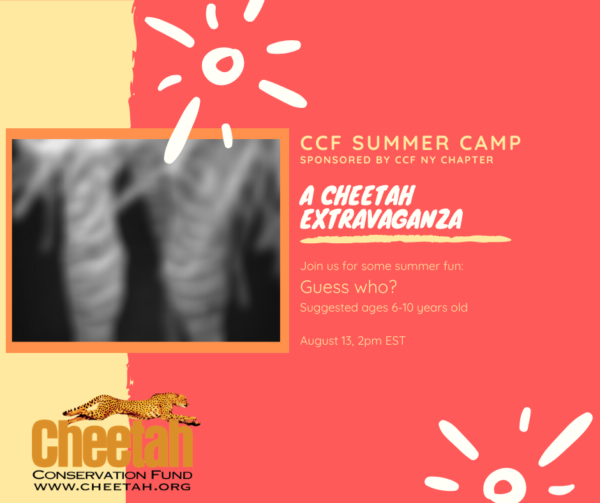 CCF SUMMER CAMP
SPONSORED BY CCF NY CHAPTER
A CHEETAH
EXTRAVAGANZA
Join us for some summer fun:
Guess who?
Suggested ages 6-10 years old
August 13, 2pm EST
Cheetah
CONSERVATION FUND
WWW.CHEETAH.ORG